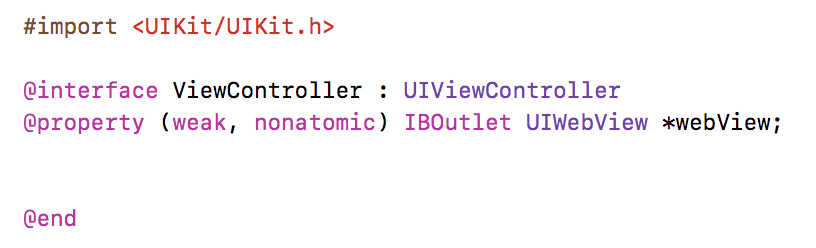 #import <UIKit/UIKit.h>
@interface ViewController : UIViewController
@property (weak, nonatomic) IBOutlet UIWebView *webView;
@end